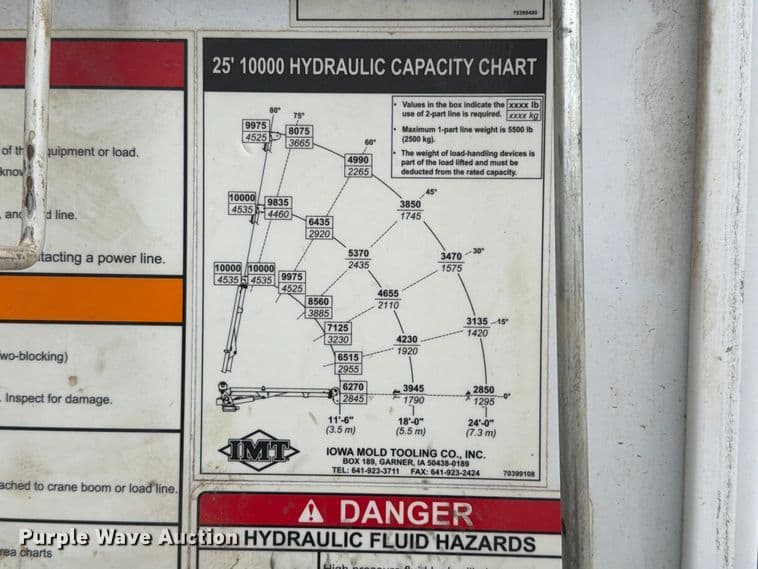 70399480
25' 10000 HYDRAULIC CAPACITY CHART
• Values in the box indicate the xxxx lb
use of 2-part line is required. xxxx kg
• Maximum 1-part line weight is 5500 lb
(2500 kg).
• The weight of load-handling devices is
part of the load lifted and must be
deducted from the rated capacity.
80°
75°
9975
4525
8075
3665
60°
4990
2265
45°
3850
1745
10000
4535
9835
4460
6435
2920
5370
2435
30°
3470
1575
10000
4535
10000
4535
9975
4525
4655
2110
8560
3885
7125
3230
3135
1420
15°
4230
1920
6515
2955
6270
2845
3945
1790
2850
1295
0°
11'-6"
(3.5 m)
18'-0"
(5.5 m)
24'-0"
(7.3 m)
IMT
IOWA MOLD TOOLING CO., INC.
BOX 189, GARNER, IA 50438-0189
TEL: 641-923-3711 FAX: 641-923-2424
70399108
of th quipment or load.
know
, and d line.
tacting a power line.
wo-blocking)
. Inspect for damage.
ached to crane boom or load line.
rea charts
DANGER
HYDRAULIC FLUID HAZARDS
Purple Wave Auction